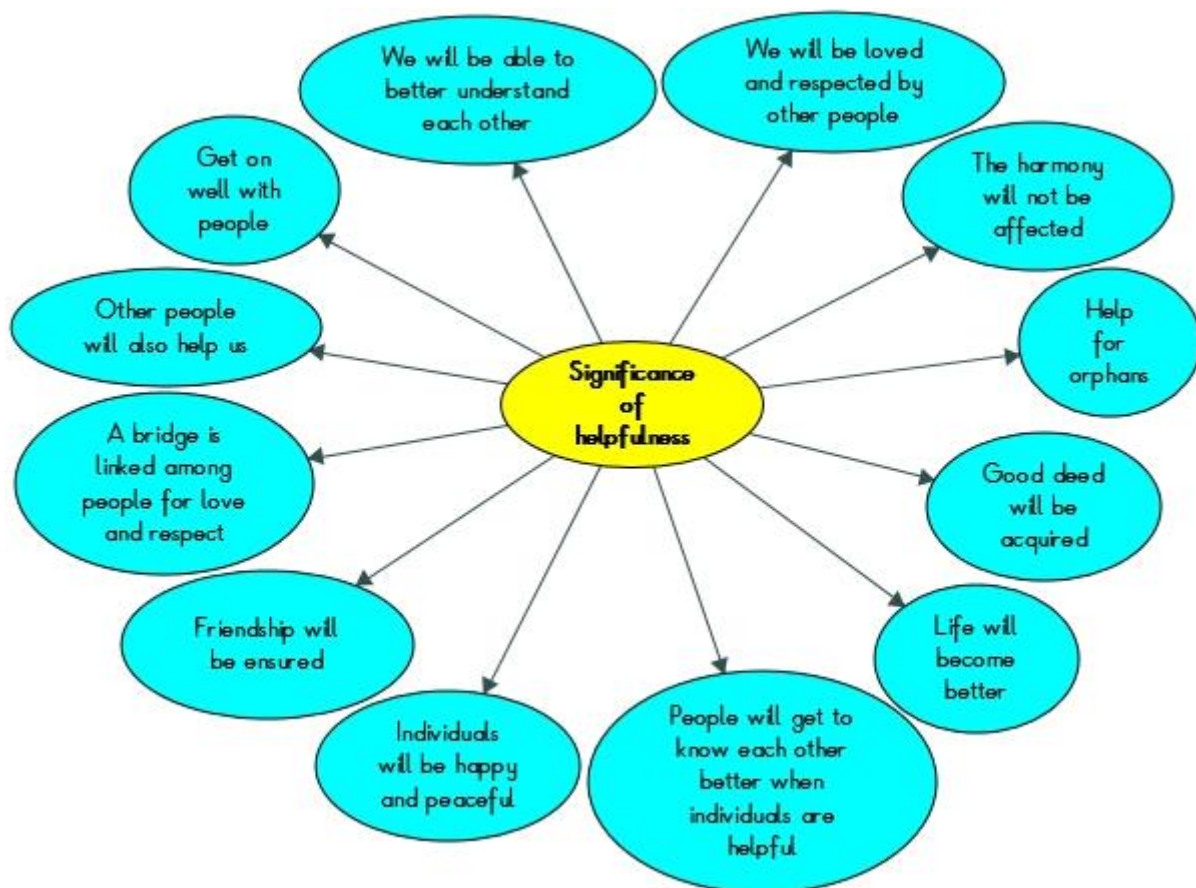 We will be able to
better understand
each other
We will be loved
and respected by
other people
Get on
well with
people
The harmony
will not be
affected
Other people
will also help us
Help
for
orphans
Significance
of
helpfulness
A bridge is
linked among
people for love
and respect
Good deed
will be
acquired
Friendship will
be ensured
Life will
become
better
Individuals
will be happy
and peaceful
People will get to
know each other
better when
individuals are
helpful